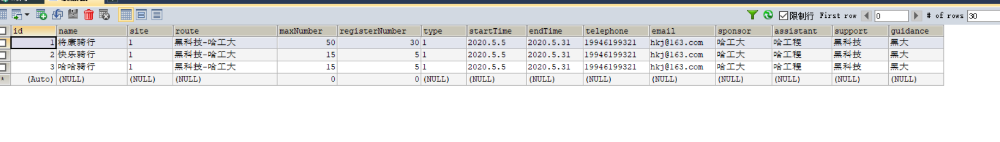 限制行 First row 0 # of rows 30
id name site route maxNumber registerNumber type startTime endTime telephone email sponsor assistant support guidance
1 将康骑行 1 黑科技-哈工大 50 30 1 2020.5.5 2020.5.31 19946199321 hkj@163.com 哈工大 哈工程 黑科技 黑大
2 快乐骑行 1 黑科技-哈工大 15 5 1 2020.5.5 2020.5.31 19946199321 hkj@163.com 哈工大 哈工程 黑科技 黑大
3 哈哈骑行 1 黑科技-哈工大 15 5 1 2020.5.5 2020.5.31 19946199321 hkj@163.com 哈工大 哈工程 黑科技 黑大
* (Auto) (NULL) (NULL) (NULL) 0 0 (NULL) (NULL) (NULL) (NULL) (NULL) (NULL) (NULL) (NULL) (NULL)